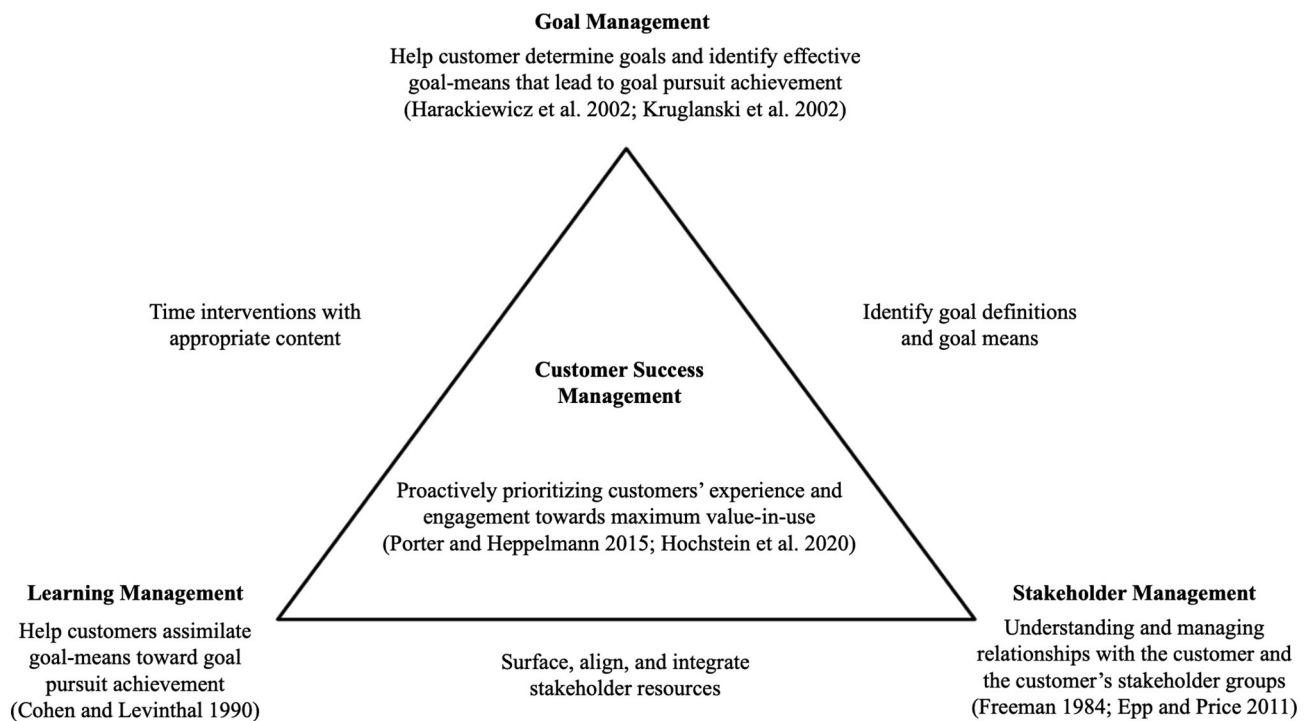 Goal Management
Help customer determine goals and identify effective
goal-means that lead to goal pursuit achievement
(Harackiewicz et al. 2002; Kruglanski et al. 2002)
Time interventions with
appropriate content
Identify goal definitions
and goal means
Customer Success
Management
Proactively prioritizing customers’ experience and
engagement towards maximum value-in-use
(Porter and Heppelmann 2015; Hochstein et al. 2020)
Learning Management
Help customers assimilate
goal-means toward goal
pursuit achievement
(Cohen and Levinthal 1990)
Surface, align, and integrate
stakeholder resources
Stakeholder Management
Understanding and managing
relationships with the customer and
the customer’s stakeholder groups
(Freeman 1984; Epp and Price 2011)